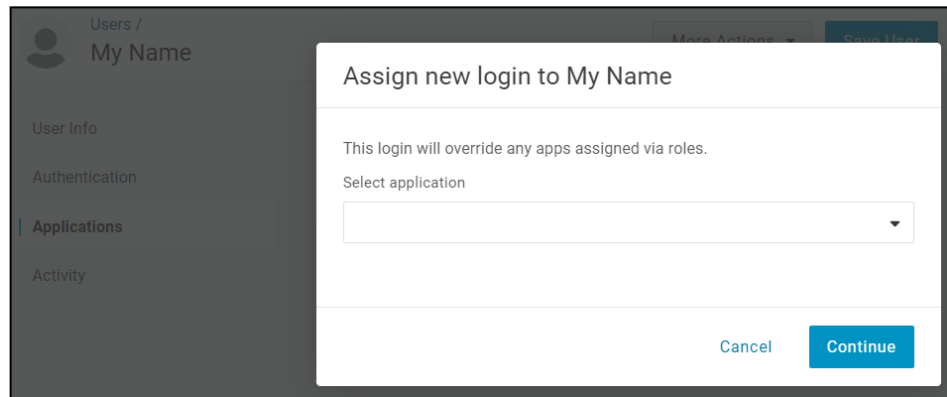 Users /
My Name
More Actions
Save User
User Info
Authentication
Applications
Activity
Assign new login to My Name
This login will override any apps assigned via roles.
Select application
Cancel
Continue